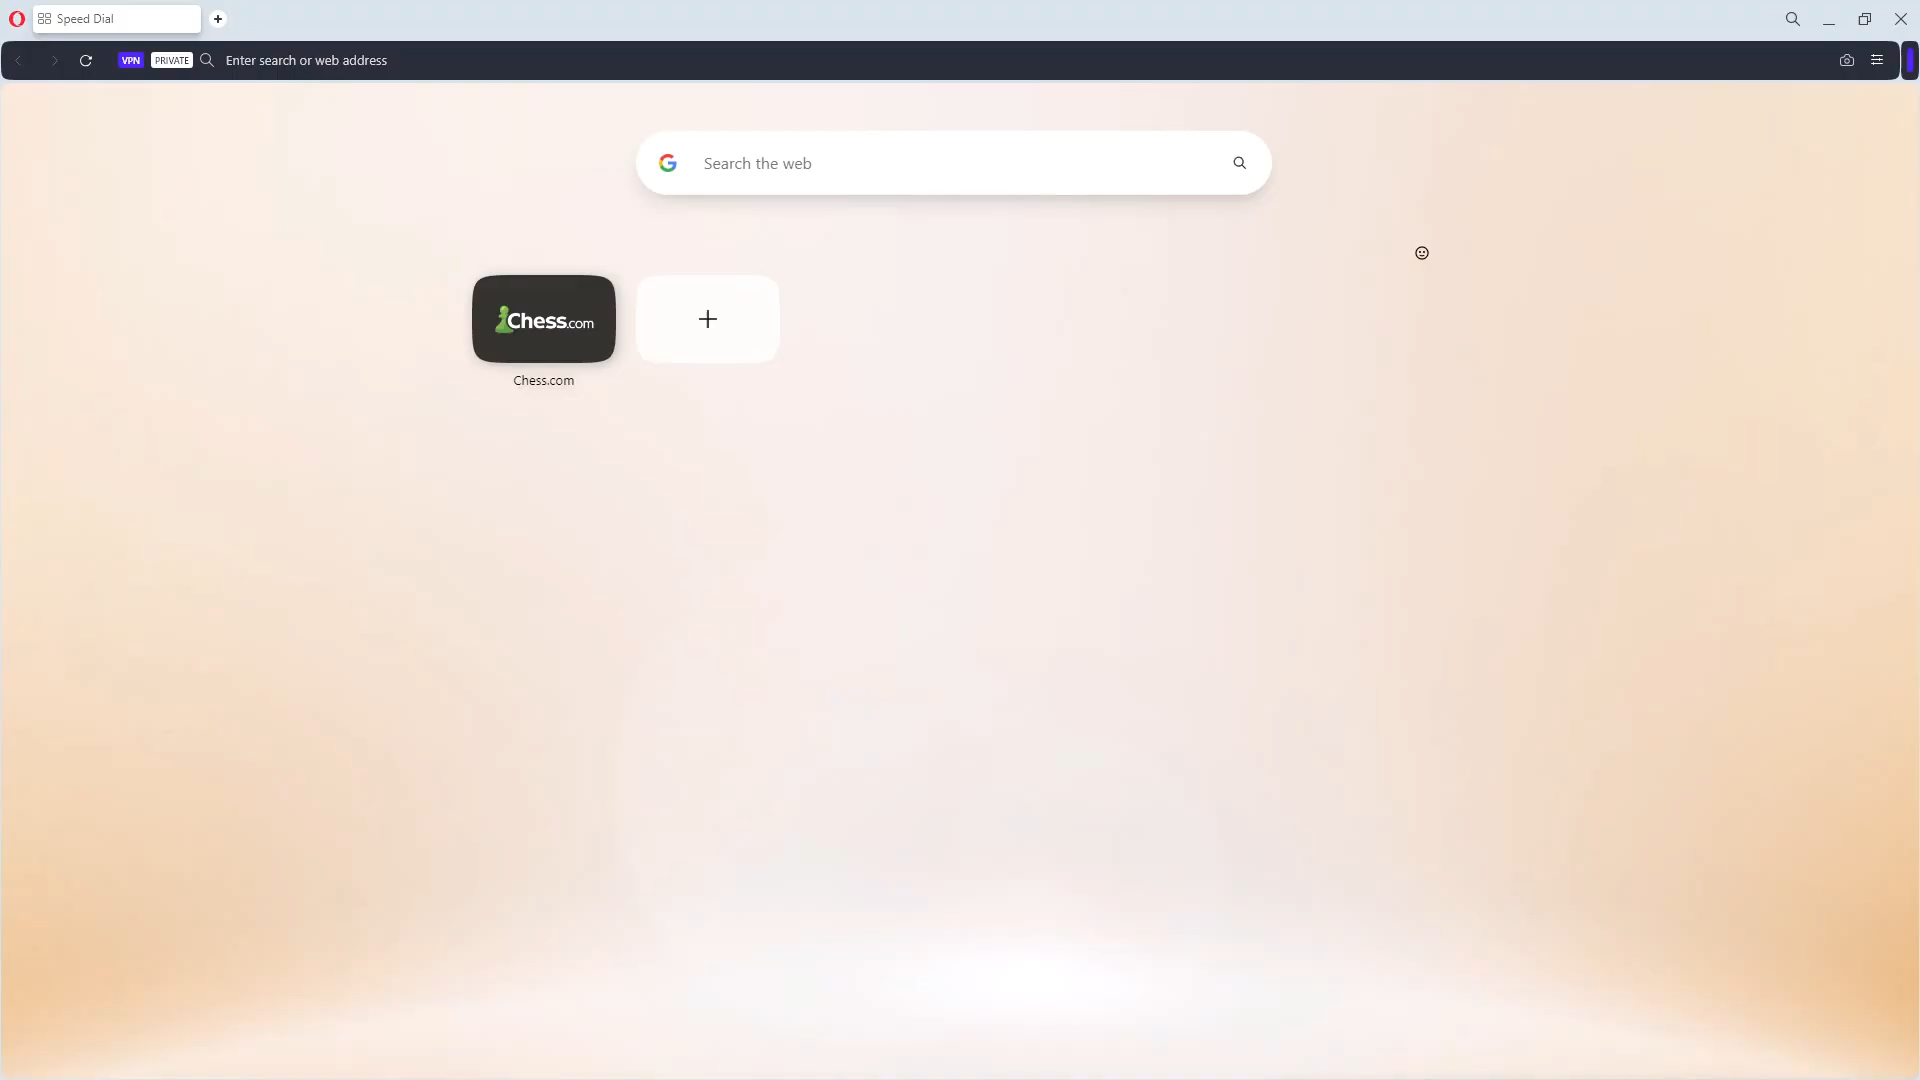 Speed Dial
VPN PRIVATE Enter search or web address
Search the web
Chess.com
Chess.com